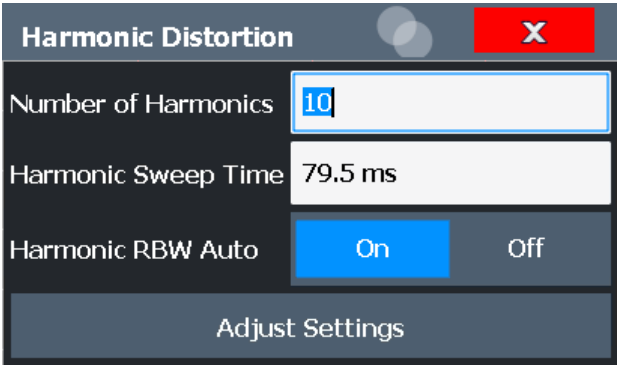 Harmonic Distortion X
Number of Harmonics 10
Harmonic Sweep Time 79.5 ms
Harmonic RBW Auto On Off
Adjust Settings